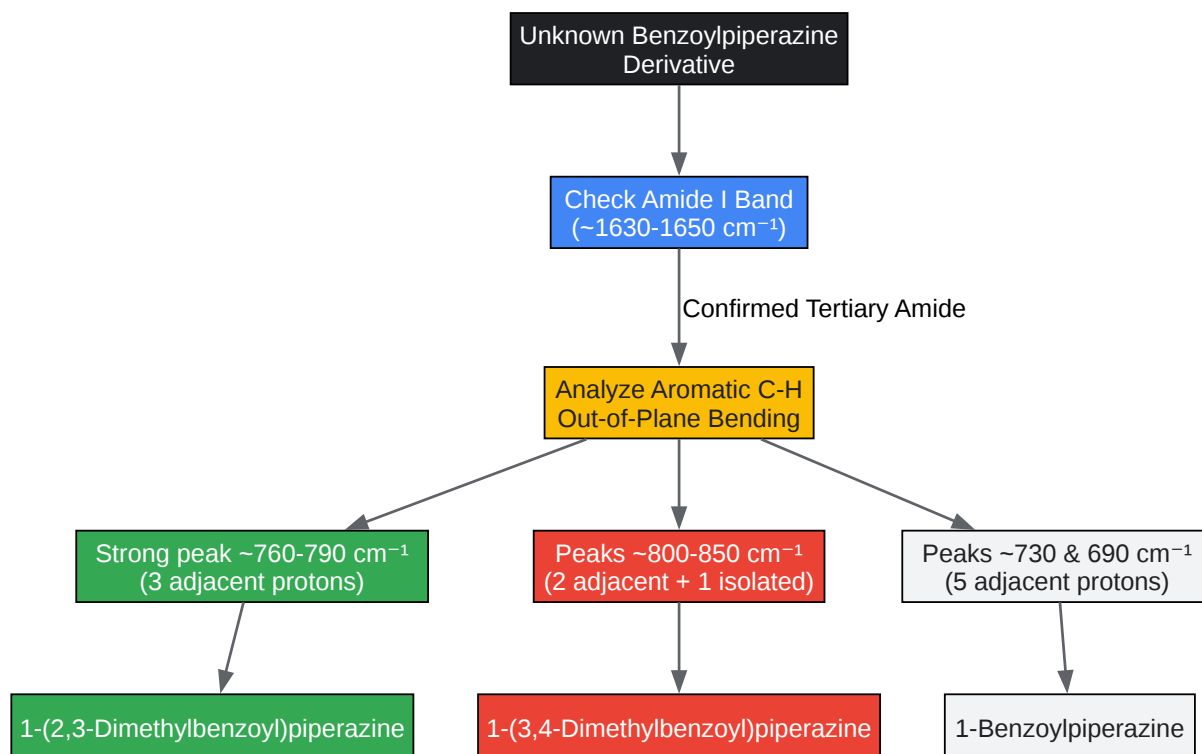 Unknown Benzoylpiperazine
Derivative
Check Amide I Band
(~1630-1650 cm⁻¹)
Confirmed Tertiary Amide
Analyze Aromatic C-H
Out-of-Plane Bending
Strong peak ~760-790 cm⁻¹
(3 adjacent protons)
Peaks ~800-850 cm⁻¹
(2 adjacent + 1 isolated)
Peaks ~730 & 690 cm⁻¹
(5 adjacent protons)
1-(2,3-Dimethylbenzoyl)piperazine
1-(3,4-Dimethylbenzoyl)piperazine
1-Benzoylpiperazine